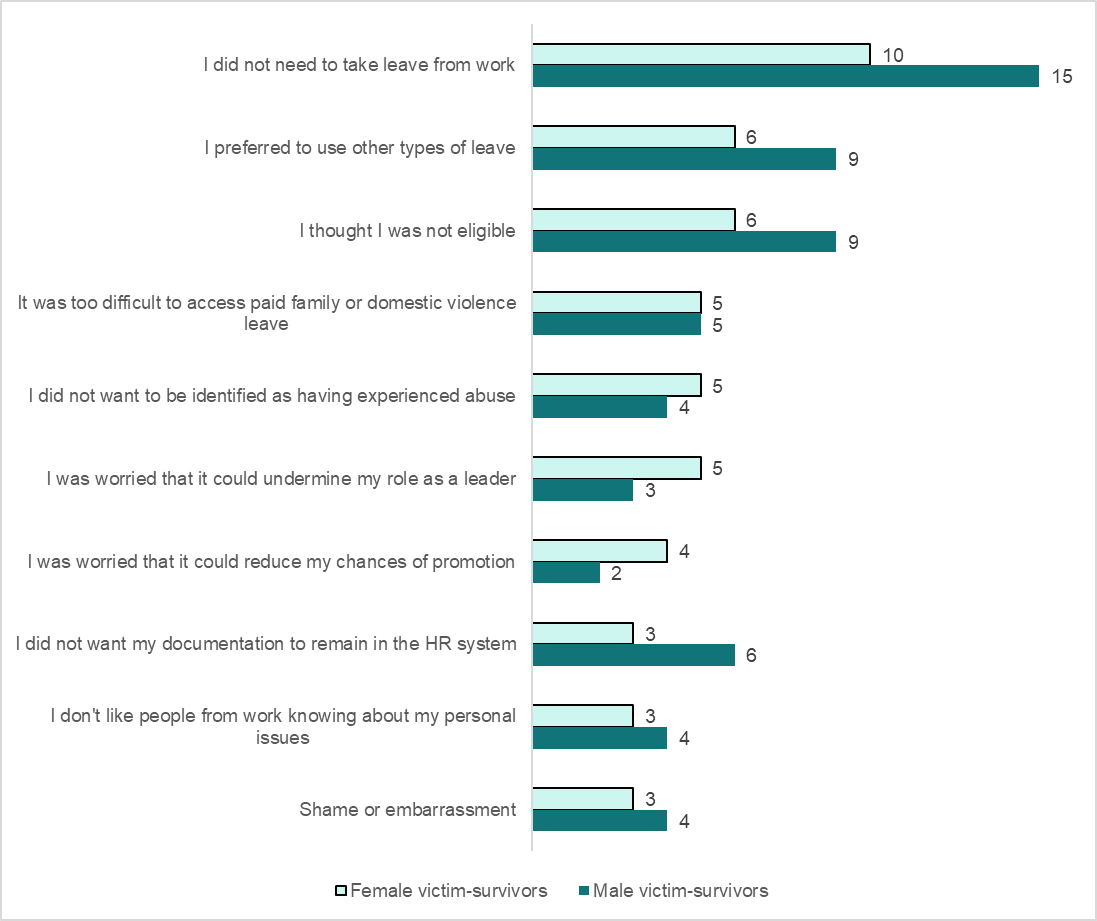 I did not need to take leave from work
10
15
I preferred to use other types of leave
6
9
I thought I was not eligible
6
9
It was too difficult to access paid family or domestic violence
leave
5
5
I did not want to be identified as having experienced abuse
5
4
I was worried that it could undermine my role as a leader
5
3
I was worried that it could reduce my chances of promotion
4
2
I did not want my documentation to remain in the HR system
3
6
I don't like people from work knowing about my personal
issues
3
4
Shame or embarrassment
3
4
Female victim-survivors Male victim-survivors